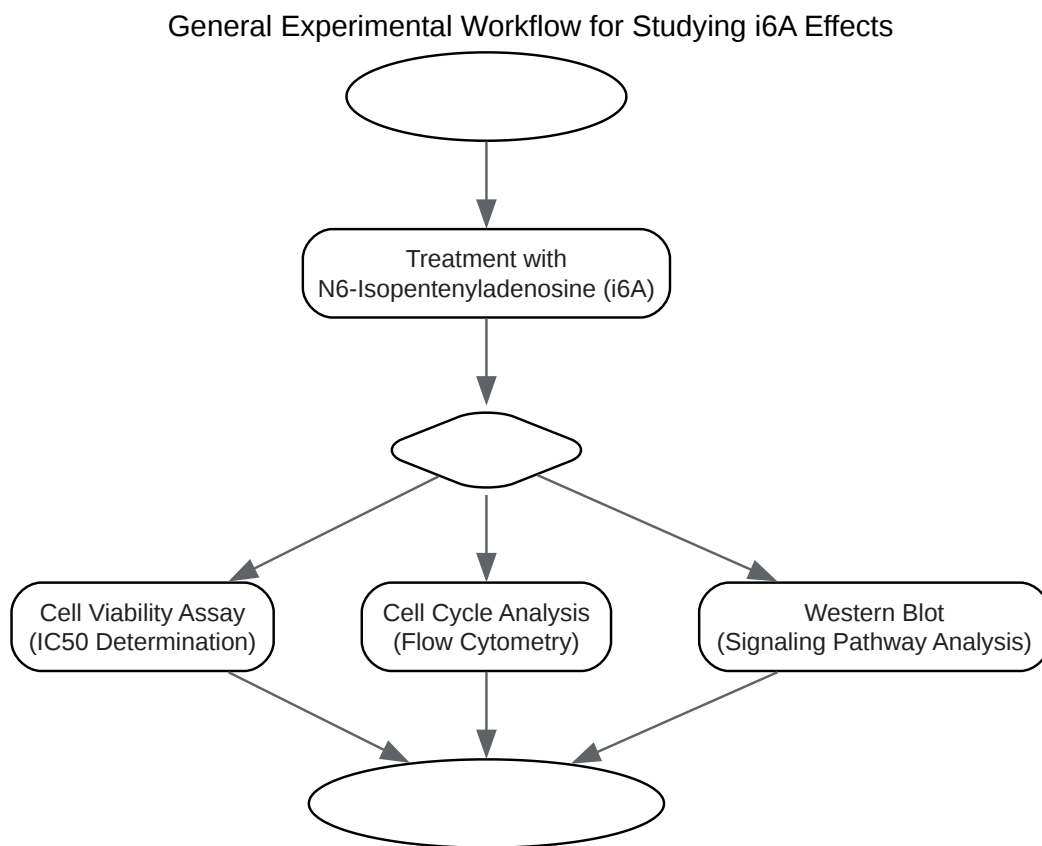 General Experimental Workflow for Studying i6A Effects
Treatment with
N6-Isopentenyladenosine (i6A)
Cell Viability Assay
(IC50 Determination)
Cell Cycle Analysis
(Flow Cytometry)
Western Blot
(Signaling Pathway Analysis)